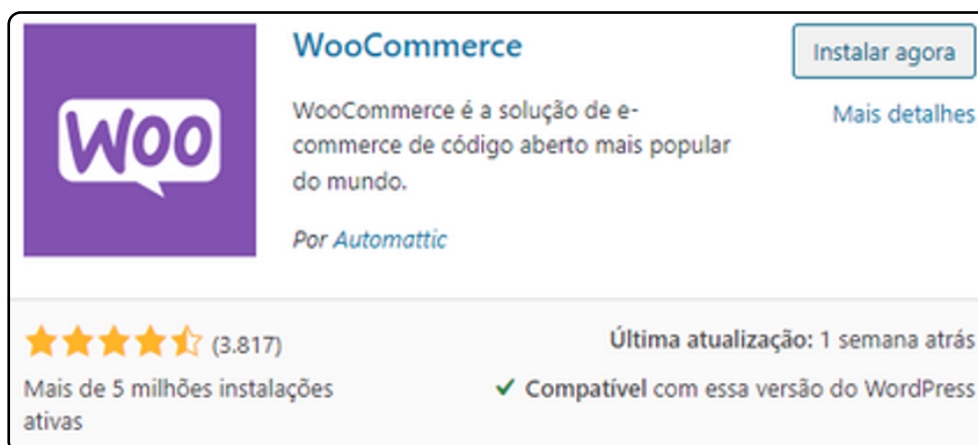 Woo
WooCommerce
Instalar agora
WooCommerce é a solução de e-
commerce de código aberto mais popular
do mundo.
Mais detalhes
Por Automattic
(3.817)
Última atualização: 1 semana atrás
Mais de 5 milhões instalações
ativas
✓ Compatível com essa versão do WordPress